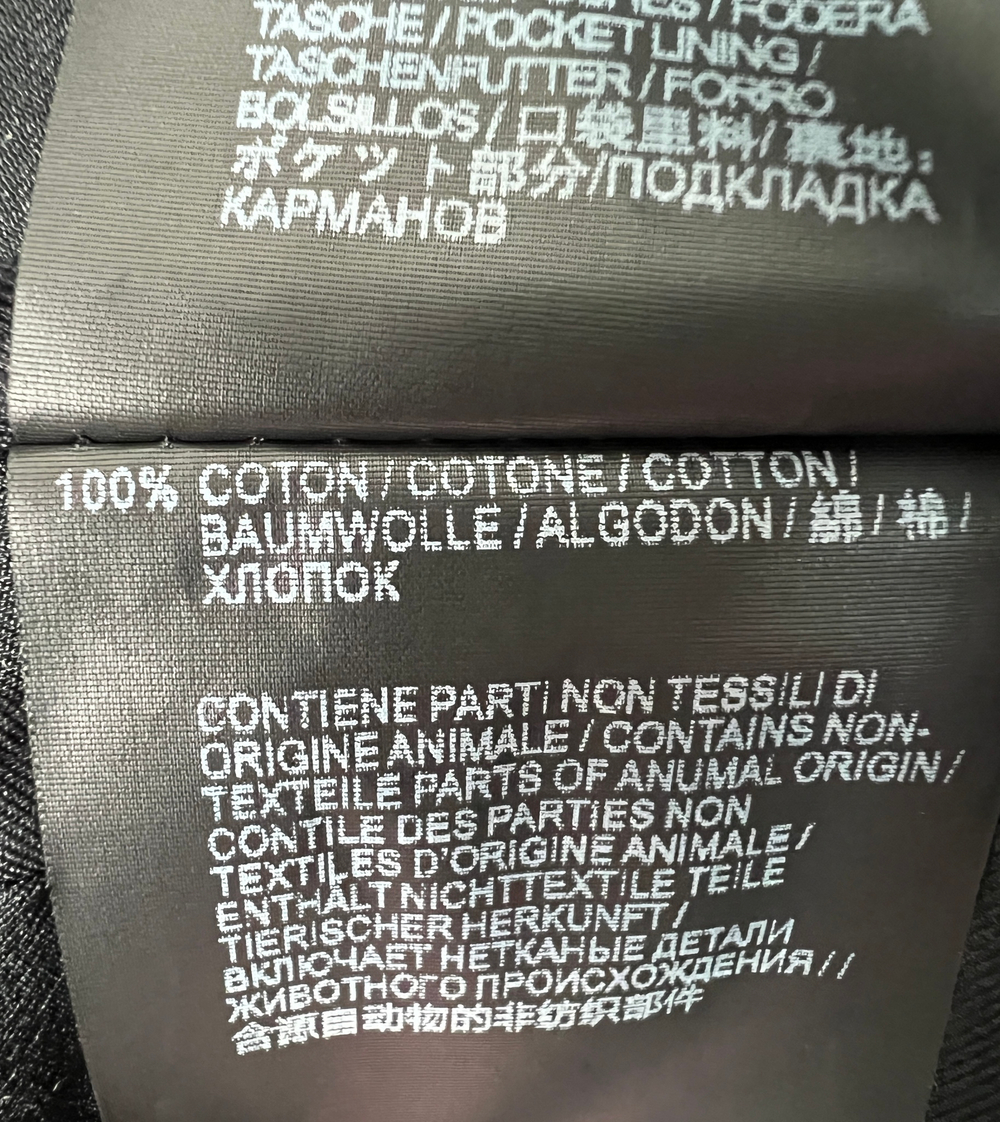 / FODERA
TASCHE / POCKET LINING /
TASCHENFUTTER / FORRO
BOLSILLOS / 口幾里料/ 裏地:
ポケット部分/ПОДКЛАДКА
КАРМАНОВ
100% COTON / COTONE / COTTON /
BAUMWOLLE / ALGODON / 綿 / 棉 /
ХЛОПОК
CONTIENE PARTI NON TESSILI DI
ORIGINE ANIMALE / CONTAINS NON-
TEXTEILE PARTS OF ANUMAL ORIGIN /
CONTILE DES PARTIES NON
TEXTILES D'ORIGINE ANIMALE /
ENTHALT NICHTTEXTILE TEILE
TIERISCHER HERKUNFT /
ВКЛЮЧАЕТ НЕТКАНЫЕ ДЕТАЛИ
ЖИВОТНОГО ПРОИСХОЖДЕНИЯ / /
含源自动物的非纺织部件